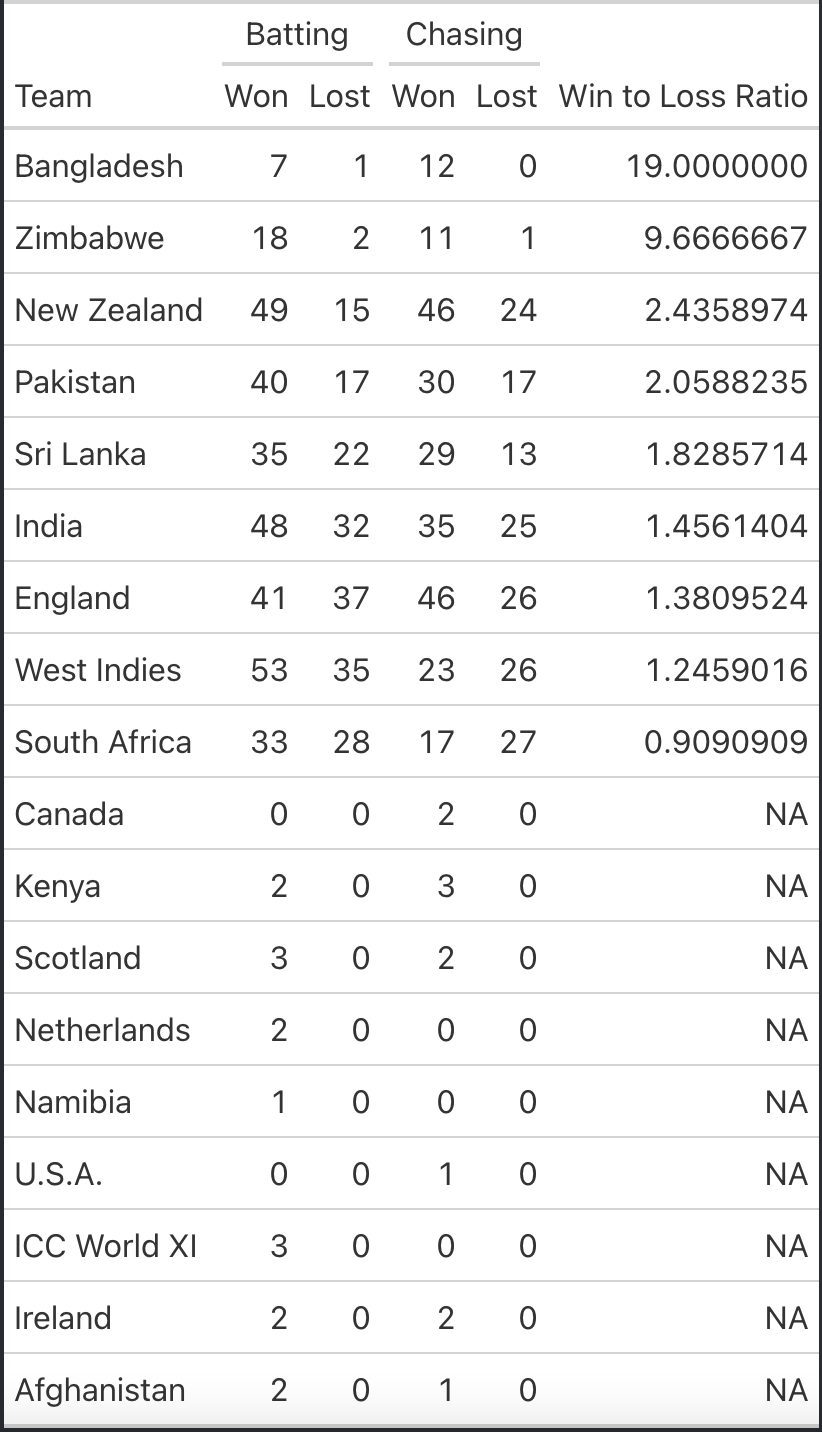 Batting Chasing
Team Won Lost Won Lost Win to Loss Ratio
Bangladesh 7 1 12 0 19.0000000
Zimbabwe 18 2 11 1 9.6666667
New Zealand 49 15 46 24 2.4358974
Pakistan 40 17 30 17 2.0588235
Sri Lanka 35 22 29 13 1.8285714
India 48 32 35 25 1.4561404
England 41 37 46 26 1.3809524
West Indies 53 35 23 26 1.2459016
South Africa 33 28 17 27 0.9090909
Canada 0 0 2 0 NA
Kenya 2 0 3 0 NA
Scotland 3 0 2 0 NA
Netherlands 2 0 0 0 NA
Namibia 1 0 0 0 NA
U.S.A. 0 0 1 0 NA
ICC World XI 3 0 0 0 NA
Ireland 2 0 2 0 NA
Afghanistan 2 0 1 0 NA